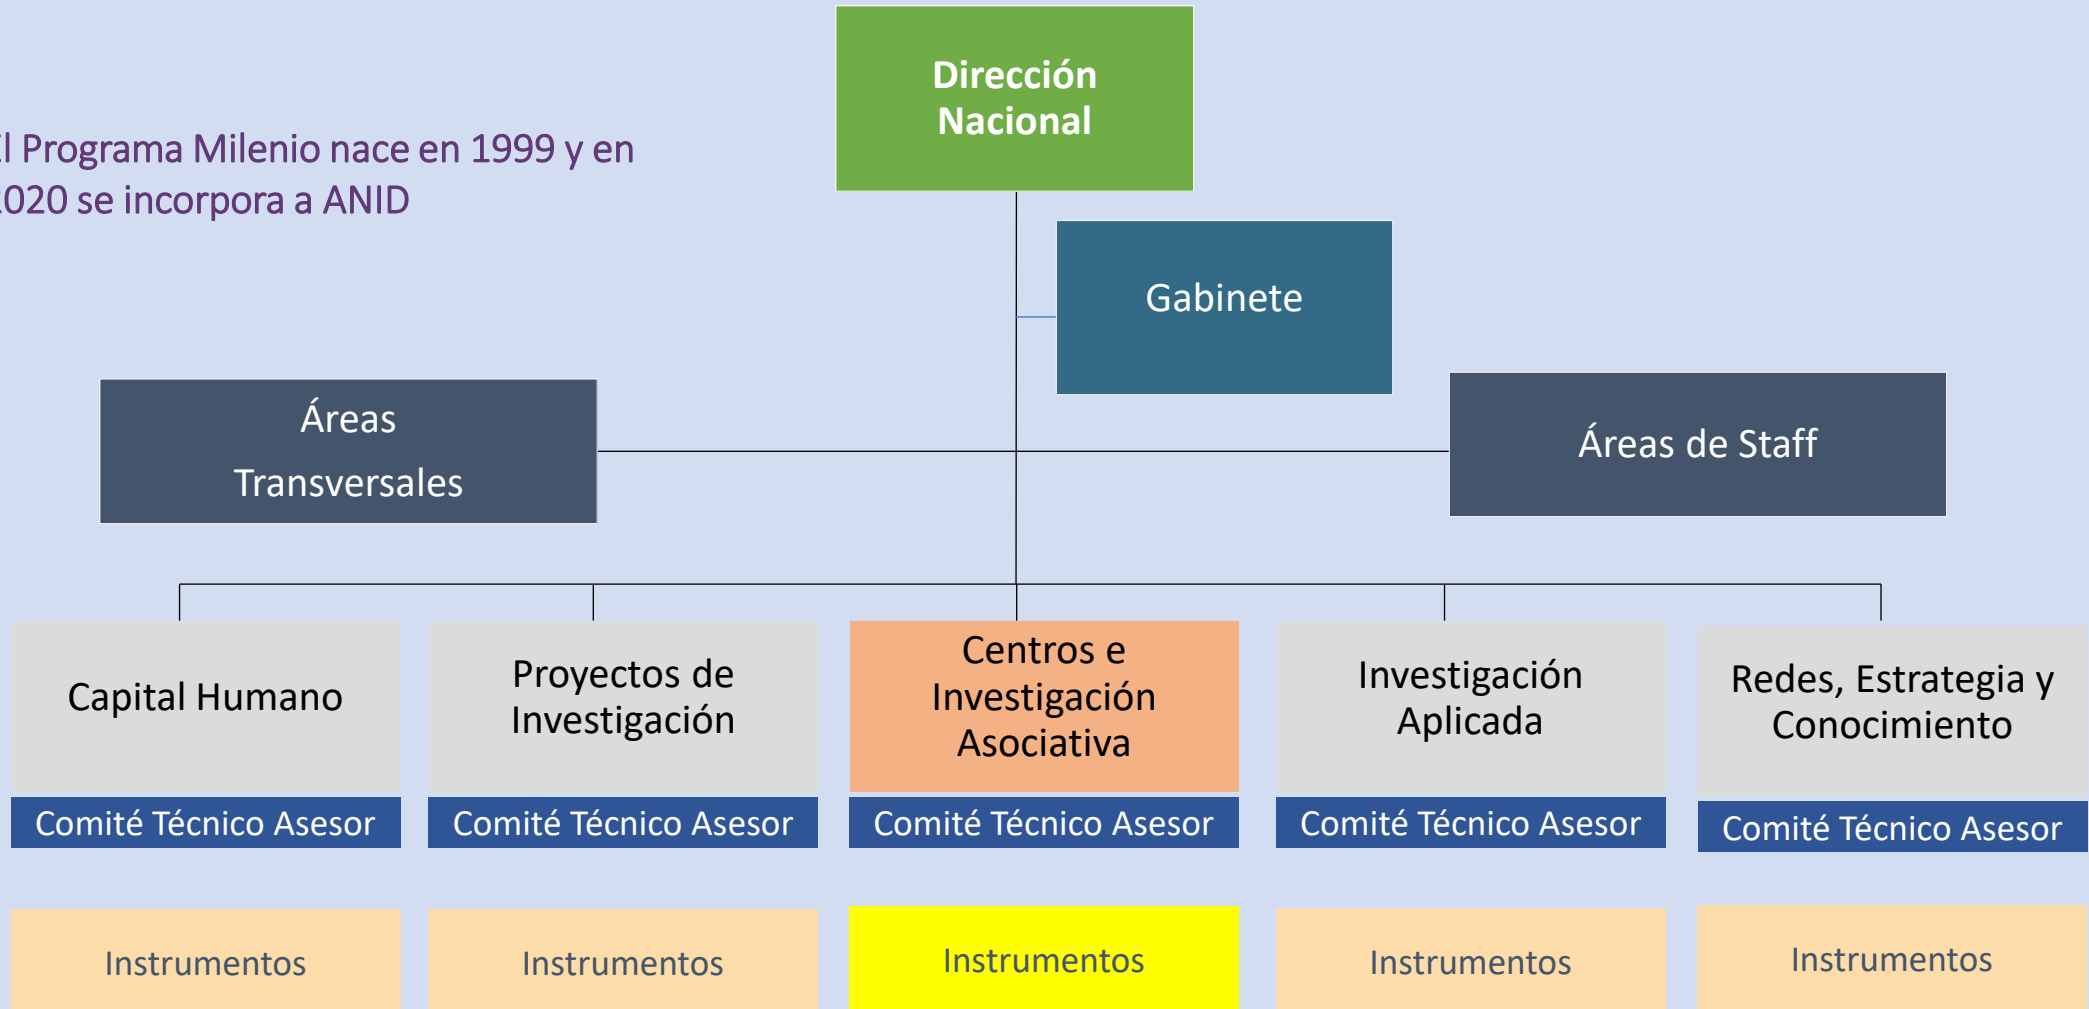 Dirección
Nacional
l Programa Milenio nace en 1999 y en
2020 se incorpora a ANID
Gabinete
Áreas
Transversales
Áreas de Staff
Capital Humano
Proyectos de
Investigación
Centros e
Investigación
Asociativa
Investigación
Aplicada
Redes, Estrategia y
Conocimiento
Comité Técnico Asesor
Comité Técnico Asesor
Comité Técnico Asesor
Comité Técnico Asesor
Comité Técnico Asesor
Instrumentos
Instrumentos
Instrumentos
Instrumentos
Instrumentos